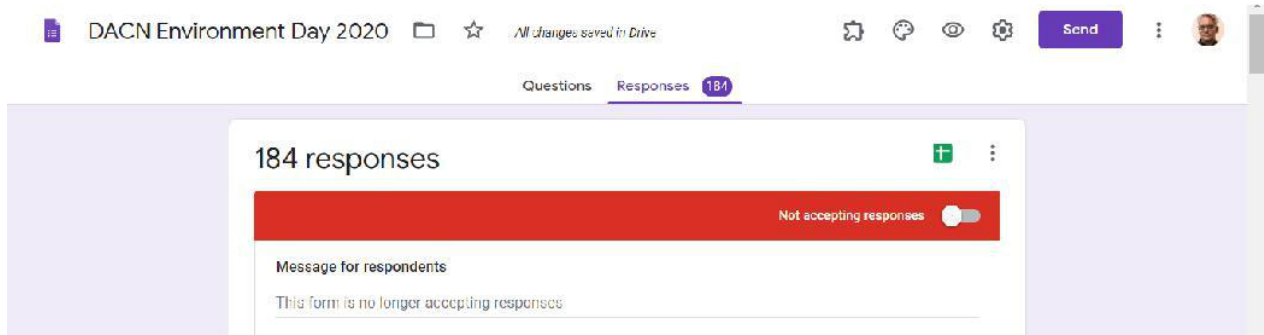 DACN Environment Day 2020 All changes saved in Drive Send
Questions Responses 184
184 responses
Not accepting responses
Message for respondents
This form is no longer accepting responses